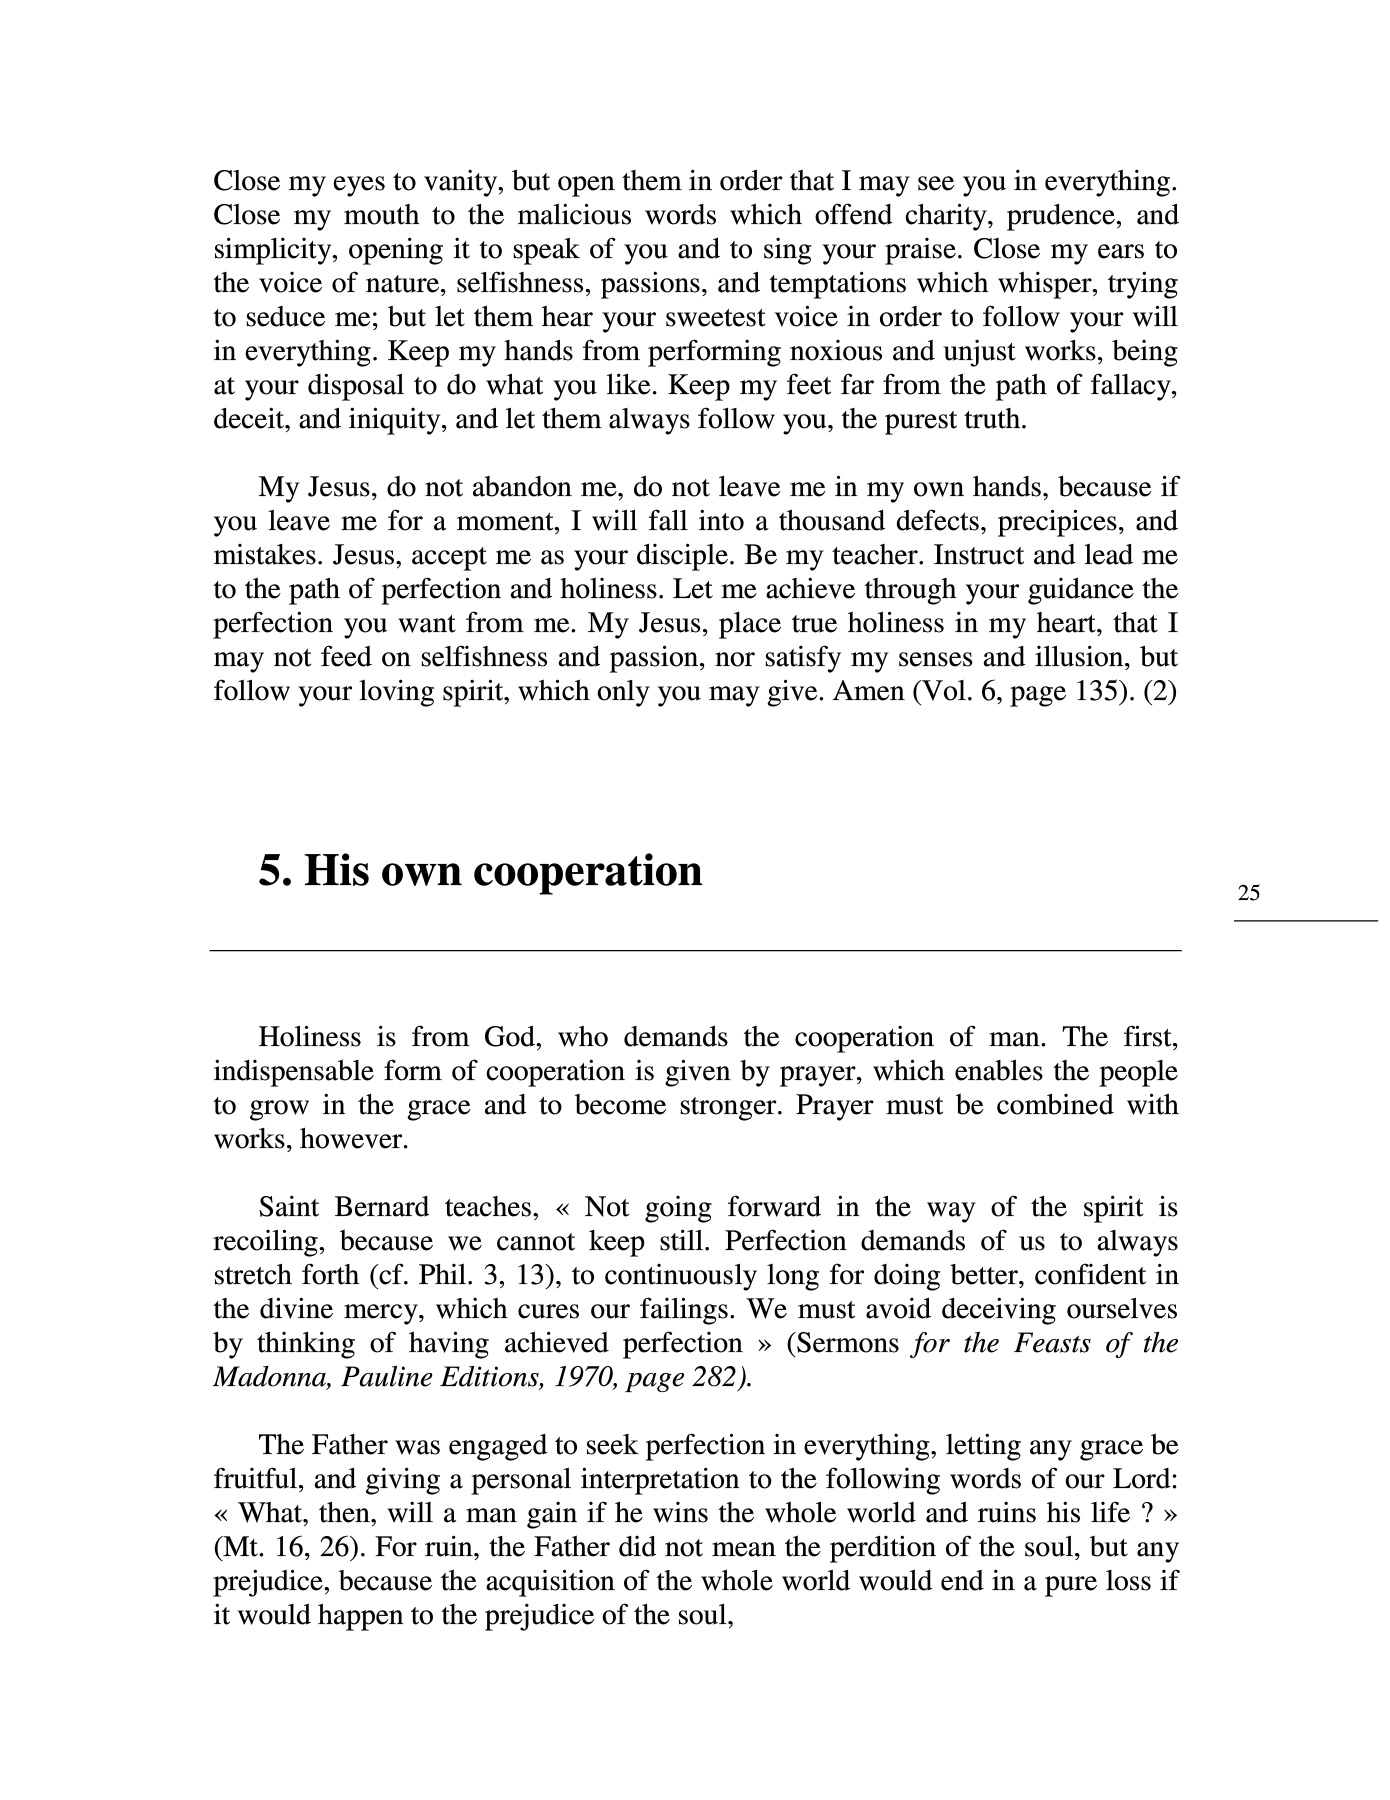 Close my eyes to vanity, but open them in order that I may see you in everything.
Close my mouth to the malicious words which offend charity, prudence, and
simplicity, opening it to speak of you and to sing your praise. Close my ears to
the voice of nature, selfishness, passions, and temptations which whisper, trying
to seduce me; but let them hear your sweetest voice in order to follow your will
in everything. Keep my hands from performing noxious and unjust works, being
at your disposal to do what you like. Keep my feet far from the path of fallacy,
deceit, and iniquity, and let them always follow you, the purest truth.
My Jesus, do not abandon me, do not leave me in my own hands, because if
you leave me for a moment, I will fall into a thousand defects, precipices, and
mistakes. Jesus, accept me as your disciple. Be my teacher. Instruct and lead me
to the path of perfection and holiness. Let me achieve through your guidance the
perfection you want from me. My Jesus, place true holiness in my heart, that I
may not feed on selfishness and passion, nor satisfy my senses and illusion, but
follow your loving spirit, which only you may give. Amen (Vol. 6, page 135). (2)
5. His own cooperation
25
Holiness is from God, who demands the cooperation of man. The first,
indispensable form of cooperation is given by prayer, which enables the people
to grow in the grace and to become stronger. Prayer must be combined with
works, however.
Saint Bernard teaches, « Not going forward in the way of the spirit is
recoiling, because we cannot keep still. Perfection demands of us to always
stretch forth (cf. Phil. 3, 13), to continuously long for doing better, confident in
the divine mercy, which cures our failings. We must avoid deceiving ourselves
by thinking of having achieved perfection » (Sermons for the Feasts of the
Madonna, Pauline Editions, 1970, page 282).
The Father was engaged to seek perfection in everything, letting any grace be
fruitful, and giving a personal interpretation to the following words of our Lord:
« What, then, will a man gain if he wins the whole world and ruins his life ? »
(Mt. 16, 26). For ruin, the Father did not mean the perdition of the soul, but any
prejudice, because the acquisition of the whole world would end in a pure loss if
it would happen to the prejudice of the soul,